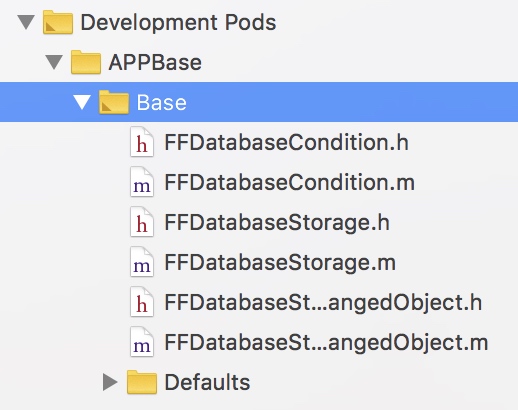 Development Pods
APPBase
Base
h FFDatabaseCondition.h
m FFDatabaseCondition.m
h FFDatabaseStorage.h
m FFDatabaseStorage.m
h FFDatabaseSt...angedObject.h
m FFDatabaseSt...angedObject.m
Defaults